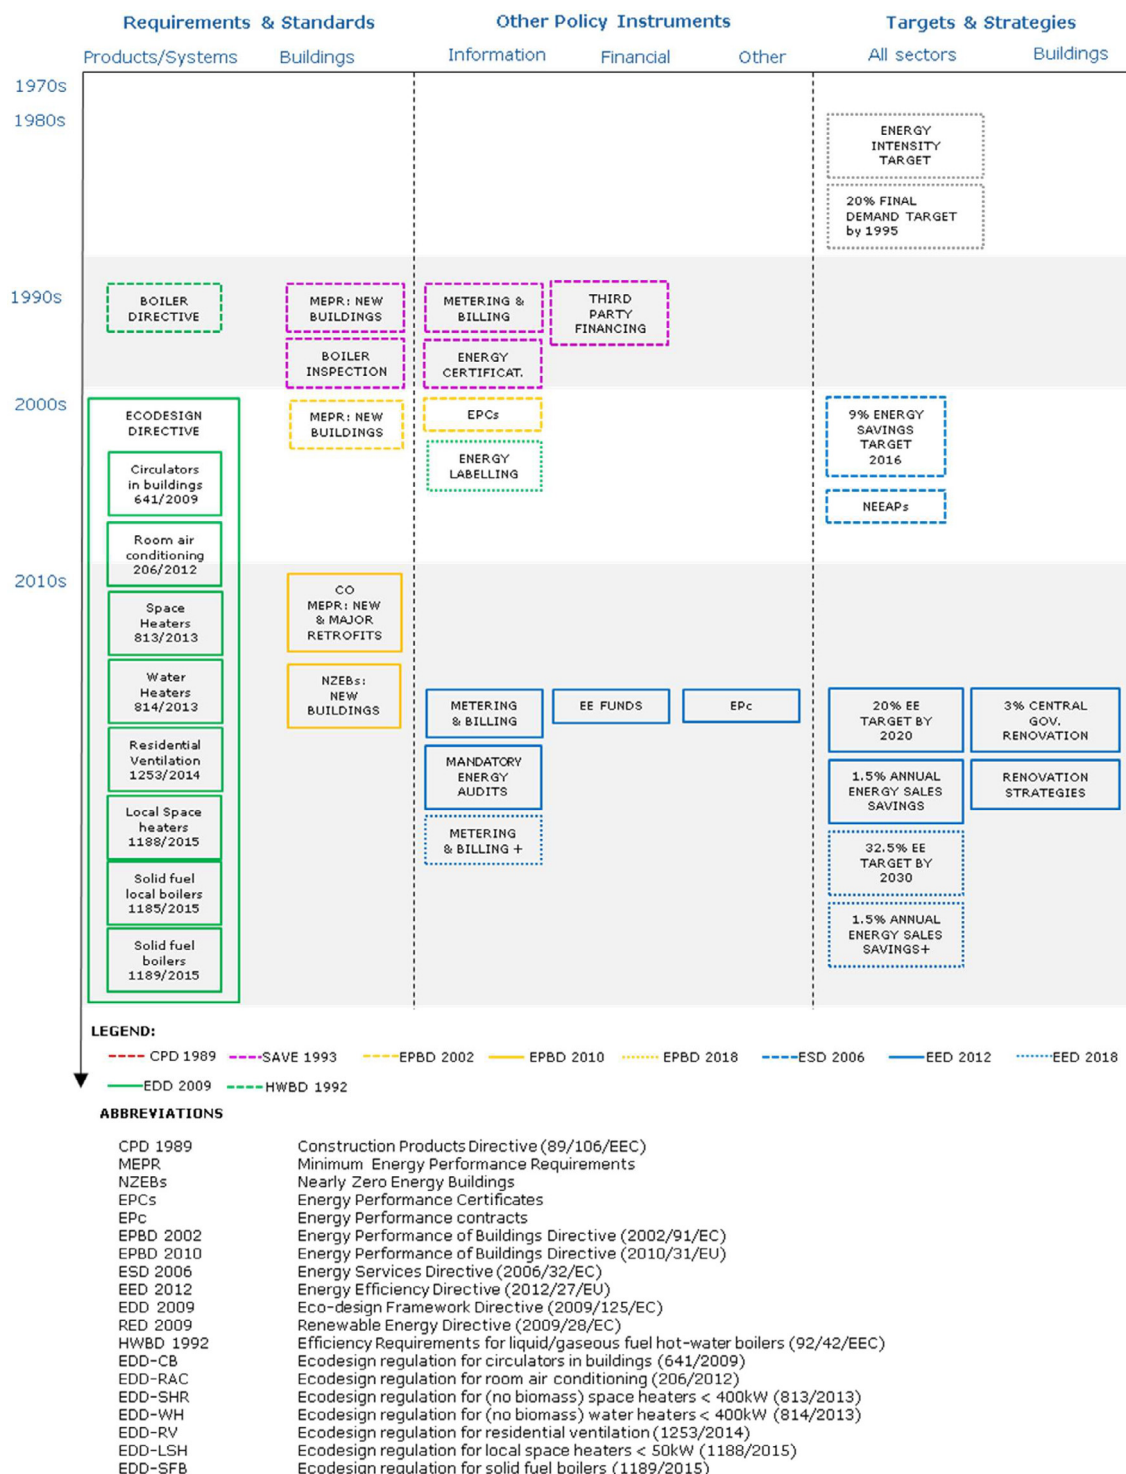 Requirements & Standards
Other Policy Instruments
Targets & Strategies
Products/Systems
Buildings
Information
Financial
Other
All sectors
Buildings
1970s
1980s
ENERGY
INTENSITY
TARGET
20% FINAL
DEMAND TARGET
by 1995
1990s
BOILER
DIRECTIVE
MEPR: NEW
BUILDINGS
METERING &
BILLING
THIRD
PARTY
FINANCING
BOILER
INSPECTION
ENERGY
CERTIFICAT.
2000s
ECODESIGN
DIRECTIVE
MEPR: NEW
BUILDINGS
EPCs
9% ENERGY
SAVINGS
TARGET
2016
ENERGY
LABELLING
Circulators
in buildings
641/2009
NEEAPs
Room air
conditioning
206/2012
2010s
CO
MEPR: NEW
& MAJOR
RETROFITS
Space
Heaters
813/2013
Water
Heaters
814/2013
NZEBs:
NEW
BUILDINGS
METERING
& BILLING
EE FUNDS
EPc
20% EE
TARGET BY
2020
3% CENTRAL
GOV.
RENOVATION
Residential
Ventilation
1253/2014
MANDATORY
ENERGY
AUDITS
1.5% ANNUAL
ENERGY SALES
SAVINGS
RENOVATION
STRATEGIES
Local Space
heaters
1188/2015
METERING
& BILLING +
32.5% EE
TARGET BY
2030
Solid fuel
local boilers
1185/2015
1.5% ANNUAL
ENERGY SALES
SAVINGS+
Solid fuel
boilers
1189/2015
LEGEND:
CPD 1989
SAVE 1993
EPBD 2002
EPBD 2010
EPBD 2018
ESD 2006
EED 2012
EED 2018
EDD 2009
HWBD 1992
ABBREVIATIONS
CPD 1989 Construction Products Directive (89/106/EEC)
MEPR Minimum Energy Performance Requirements
NZEBs Nearly Zero Energy Buildings
EPCs Energy Performance Certificates
EPc Energy Performance contracts
EPBD 2002 Energy Performance of Buildings Directive (2002/91/EC)
EPBD 2010 Energy Performance of Buildings Directive (2010/31/EU)
ESD 2006 Energy Services Directive (2006/32/EC)
EED 2012 Energy Efficiency Directive (2012/27/EU)
EDD 2009 Eco-design Framework Directive (2009/125/EC)
RED 2009 Renewable Energy Directive (2009/28/EC)
HWBD 1992 Efficiency Requirements for liquid/gaseous fuel hot-water boilers (92/42/EEC)
EDD-CB Ecodesign regulation for circulators in buildings (641/2009)
EDD-RAC Ecodesign regulation for room air conditioning (206/2012)
EDD-SHR Ecodesign regulation for (no biomass) space heaters < 400kW (813/2013)
EDD-WH Ecodesign regulation for (no biomass) water heaters < 400kW (814/2013)
EDD-RV Ecodesign regulation for residential ventilation (1253/2014)
EDD-LSH Ecodesign regulation for local space heaters < 50kW (1188/2015)
EDD-SFB Ecodesign regulation for solid fuel boilers (1189/2015)